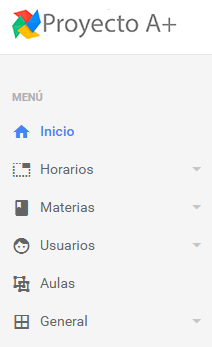 Proyecto A+
MENÚ
Inicio
Horarios
Materias
Usuarios
Aulas
General